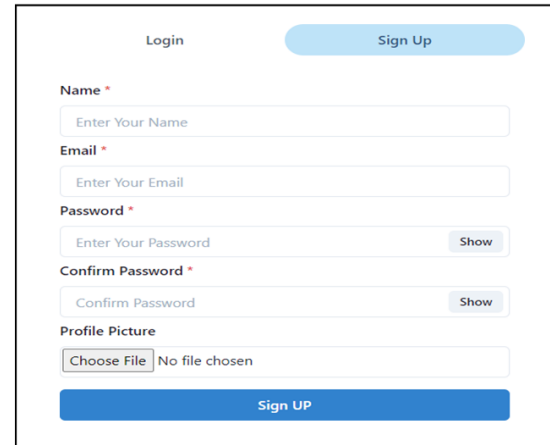 Login Sign Up
Name *
Enter Your Name
Email *
Enter Your Email
Password *
Enter Your Password Show
Confirm Password *
Confirm Password Show
Profile Picture
Choose File No file chosen
Sign UP